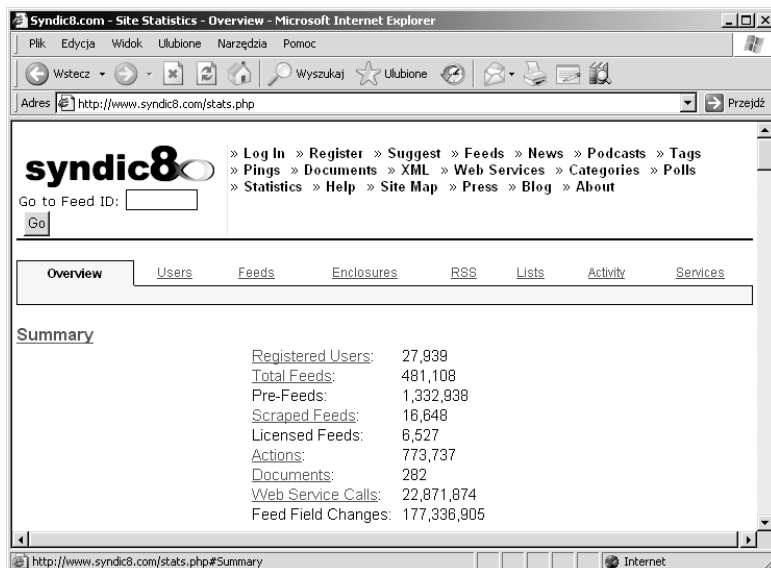 Syndic8.com - Site Statistics - Overview - Microsoft Internet Explorer
Plik Edycja Widok Ulubione Narzędzia Pomoc
Wstecz Wyszukaj Ulubione
Adres http://www.syndic8.com/stats.php Przejdź
syndic8
» Log In » Register » Suggest » Feeds » News » Podcasts » Tags
» Pings » Documents » XML » Web Services » Categories » Polls
» Statistics » Help » Site Map » Press » Blog » About
Go to Feed ID:
Go
Overview Users Feeds Enclosures RSS Lists Activity Services
Summary
Registered Users: 27,939
Total Feeds: 481,108
Pre-Feeds: 1,332,938
Scraped Feeds: 16,648
Licensed Feeds: 6,527
Actions: 773,737
Documents: 282
Web Service Calls: 22,871,874
Feed Field Changes: 177,336,905
http://www.syndic8.com/stats.php#Summary Internet